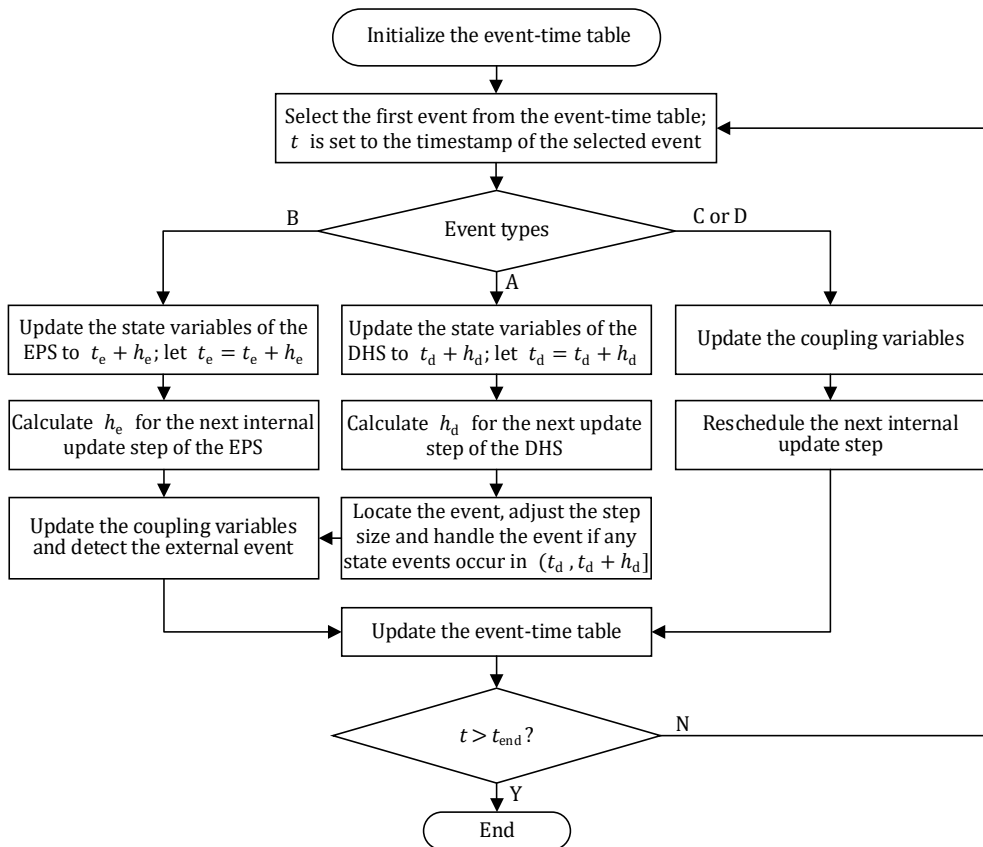 Initialize the event-time table
Select the first event from the event-time table;
t is set to the timestamp of the selected event
B
Event types
C or D
A
Update the state variables of the
EPS to tₑ + hₑ; let tₑ = tₑ + hₑ
Update the state variables of the
DHS to t_d + h_d; let t_d = t_d + h_d
Update the coupling variables
Calculate hₑ for the next internal
update step of the EPS
Calculate h_d for the next update
step of the DHS
Reschedule the next internal
update step
Update the coupling variables
and detect the external event
Locate the event, adjust the step
size and handle the event if any
state events occur in (t_d , t_d + h_d]
Update the event-time table
t > t_end ?
N
Y
End